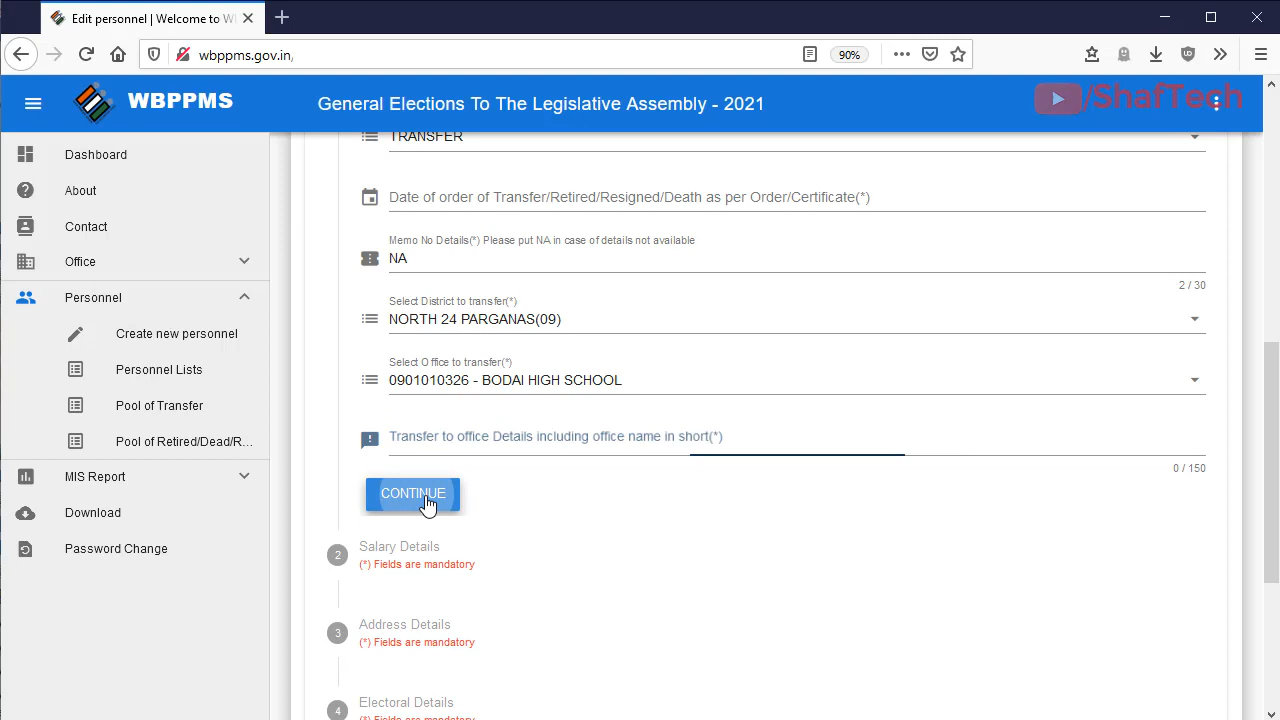 Edit personnel | Welcome to W
wbppms.gov.in
90%
WBPPMS
General Elections To The Legislative Assembly - 2021
/ShafTech
Dashboard
About
Contact
Office
Personnel
Create new personnel
Personnel Lists
Pool of Transfer
Pool of Retired/Dead/R...
MIS Report
Download
Password Change
TRANSFER
Date of order of Transfer/Retired/Resigned/Death as per Order/Certificate(*)
Memo No Details(*) Please put NA in case of details not available
NA
2 / 30
Select District to transfer(*)
NORTH 24 PARGANAS(09)
Select Office to transfer(*)
0901010326 - BODAI HIGH SCHOOL
Transfer to office Details including office name in short(*)
0 / 150
CONTINUE
2
Salary Details
(*) Fields are mandatory
3
Address Details
(*) Fields are mandatory
4
Electoral Details
(*) Fields are mandatory